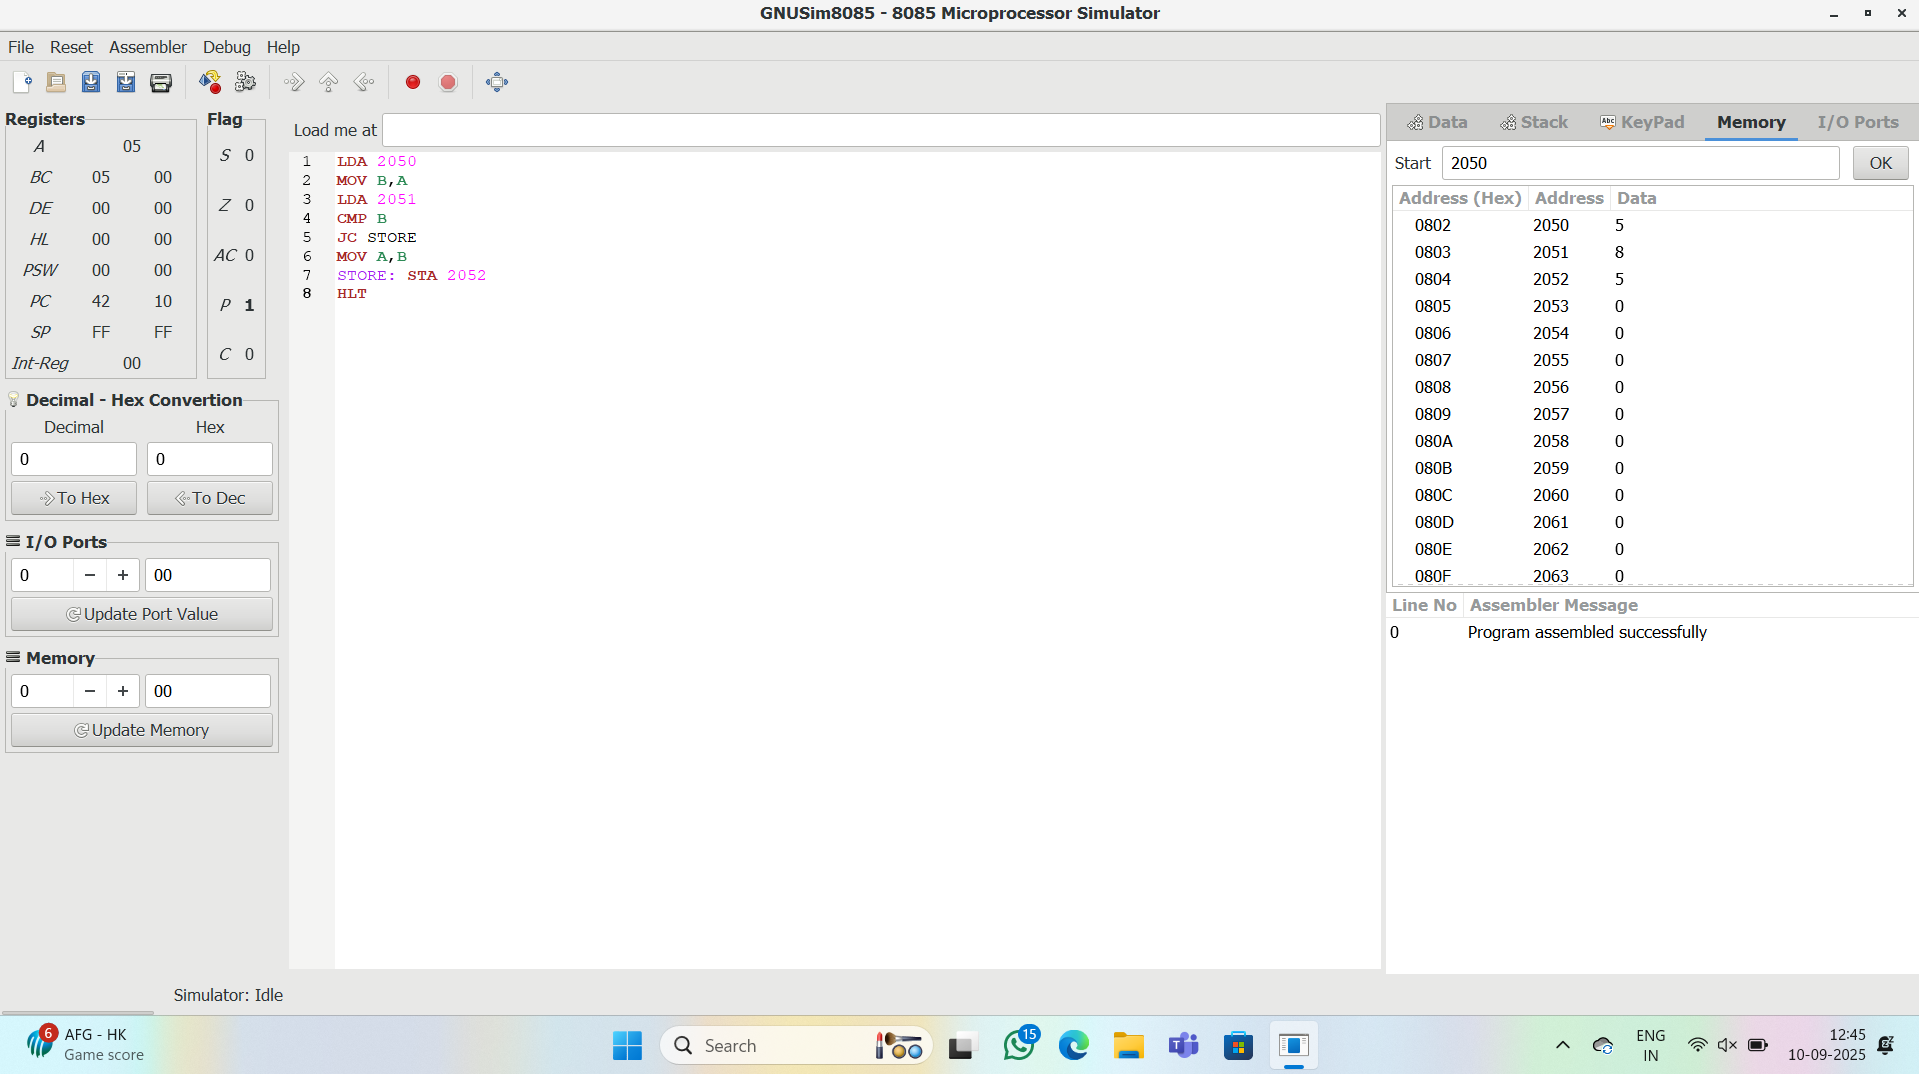 GNUSim8085 - 8085 Microprocessor Simulator
File Reset Assembler Debug Help
Registers
A 05
BC 05 00
DE 00 00
HL 00 00
PSW 00 00
PC 42 10
SP FF FF
Int-Reg 00
Flag
S 0
Z 0
AC 0
P 1
C 0
Decimal - Hex Convertion
Decimal Hex
0 0
To Hex To Dec
I/O Ports
0 − + 00
Update Port Value
Memory
0 − + 00
Update Memory
Load me at
1 LDA 2050
2 MOV B,A
3 LDA 2051
4 CMP B
5 JC STORE
6 MOV A,B
7 STORE: STA 2052
8 HLT
Data Stack Abc KeyPad Memory I/O Ports
Start 2050 OK
Address (Hex) Address Data
0802 2050 5
0803 2051 8
0804 2052 5
0805 2053 0
0806 2054 0
0807 2055 0
0808 2056 0
0809 2057 0
080A 2058 0
080B 2059 0
080C 2060 0
080D 2061 0
080E 2062 0
080F 2063 0
Line No Assembler Message
0 Program assembled successfully
Simulator: Idle
6 AFG - HK
Game score
Search
15
ENG
IN
12:45
10-09-2025